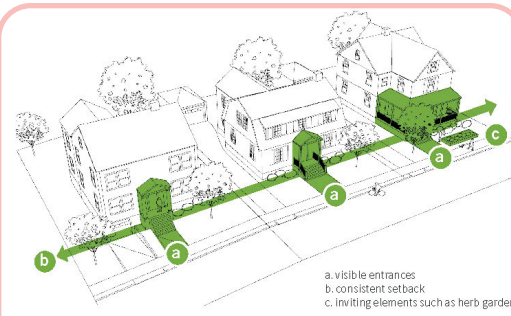 c
a
a
b
a
a. visible entrances
b. consistent setback
c. inviting elements such as herb garden